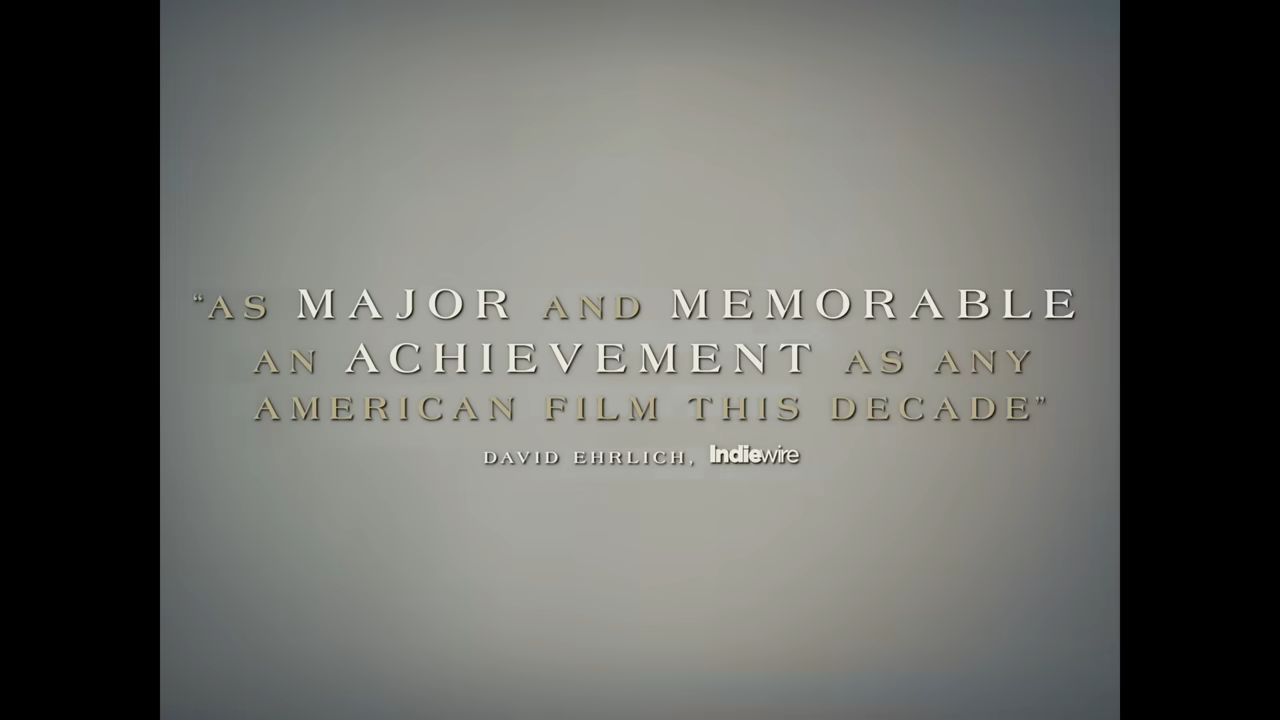 “AS MAJOR AND MEMORABLE
AN ACHIEVEMENT AS ANY
AMERICAN FILM THIS DECADE”
DAVID EHRLICH, Indiewire